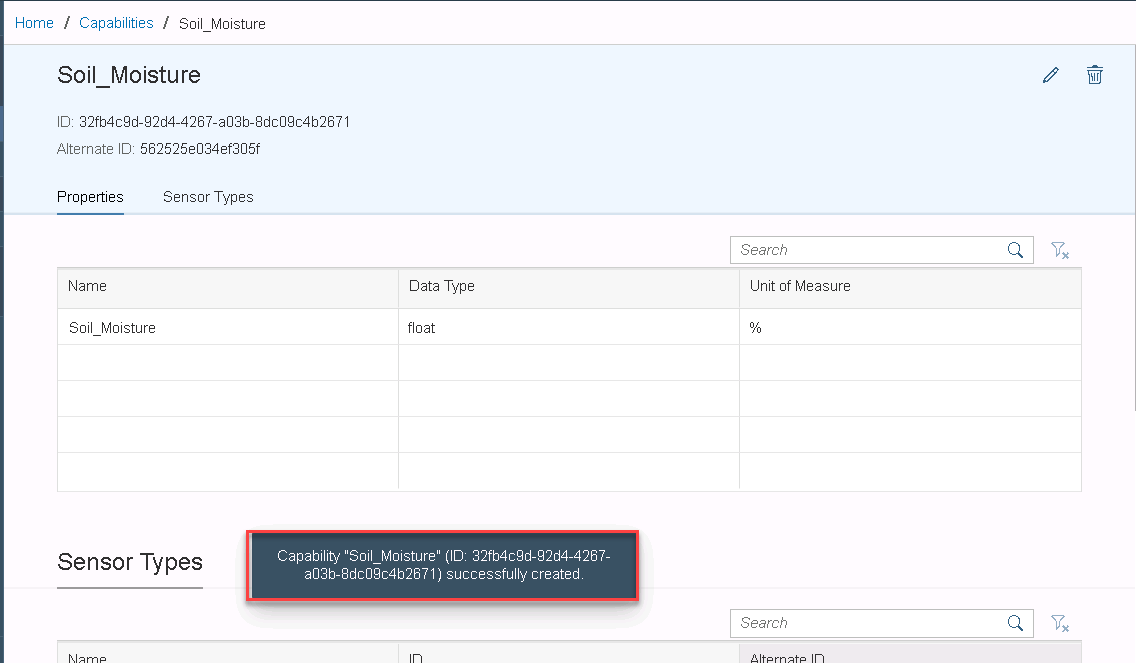 Home / Capabilities / Soil_Moisture
Soil_Moisture
ID: 32fb4c9d-92d4-4267-a03b-8dc09c4b2671
Alternate ID: 562525e034ef305f
Properties Sensor Types
Search
Name Data Type Unit of Measure
Soil_Moisture float %
Sensor Types
Capability "Soil_Moisture" (ID: 32fb4c9d-92d4-4267-
a03b-8dc09c4b2671) successfully created.
Search
Name ID Alternate ID